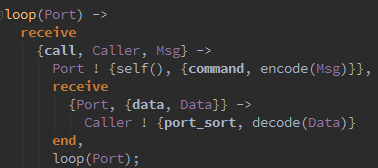 loop(Port) ->
receive
{call, Caller, Msg} ->
Port ! {self(), {command, encode(Msg)}},
receive
{Port, {data, Data}} ->
Caller ! {port_sort, decode(Data)}
end,
loop(Port);